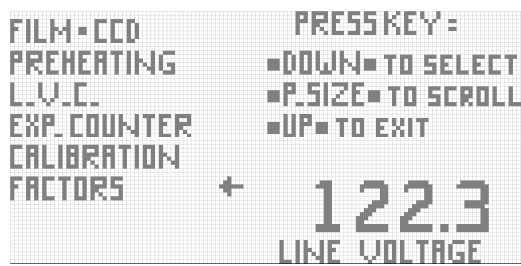 FILM-CCD
PREHEATING
L.V.C.
EXP. COUNTER
CALIBRATION
FACTORS ←
PRESS KEY:
■DOWN■ TO SELECT
■P.SIZE■ TO SCROLL
■UP■ TO EXIT
122.3
LINE VOLTAGE